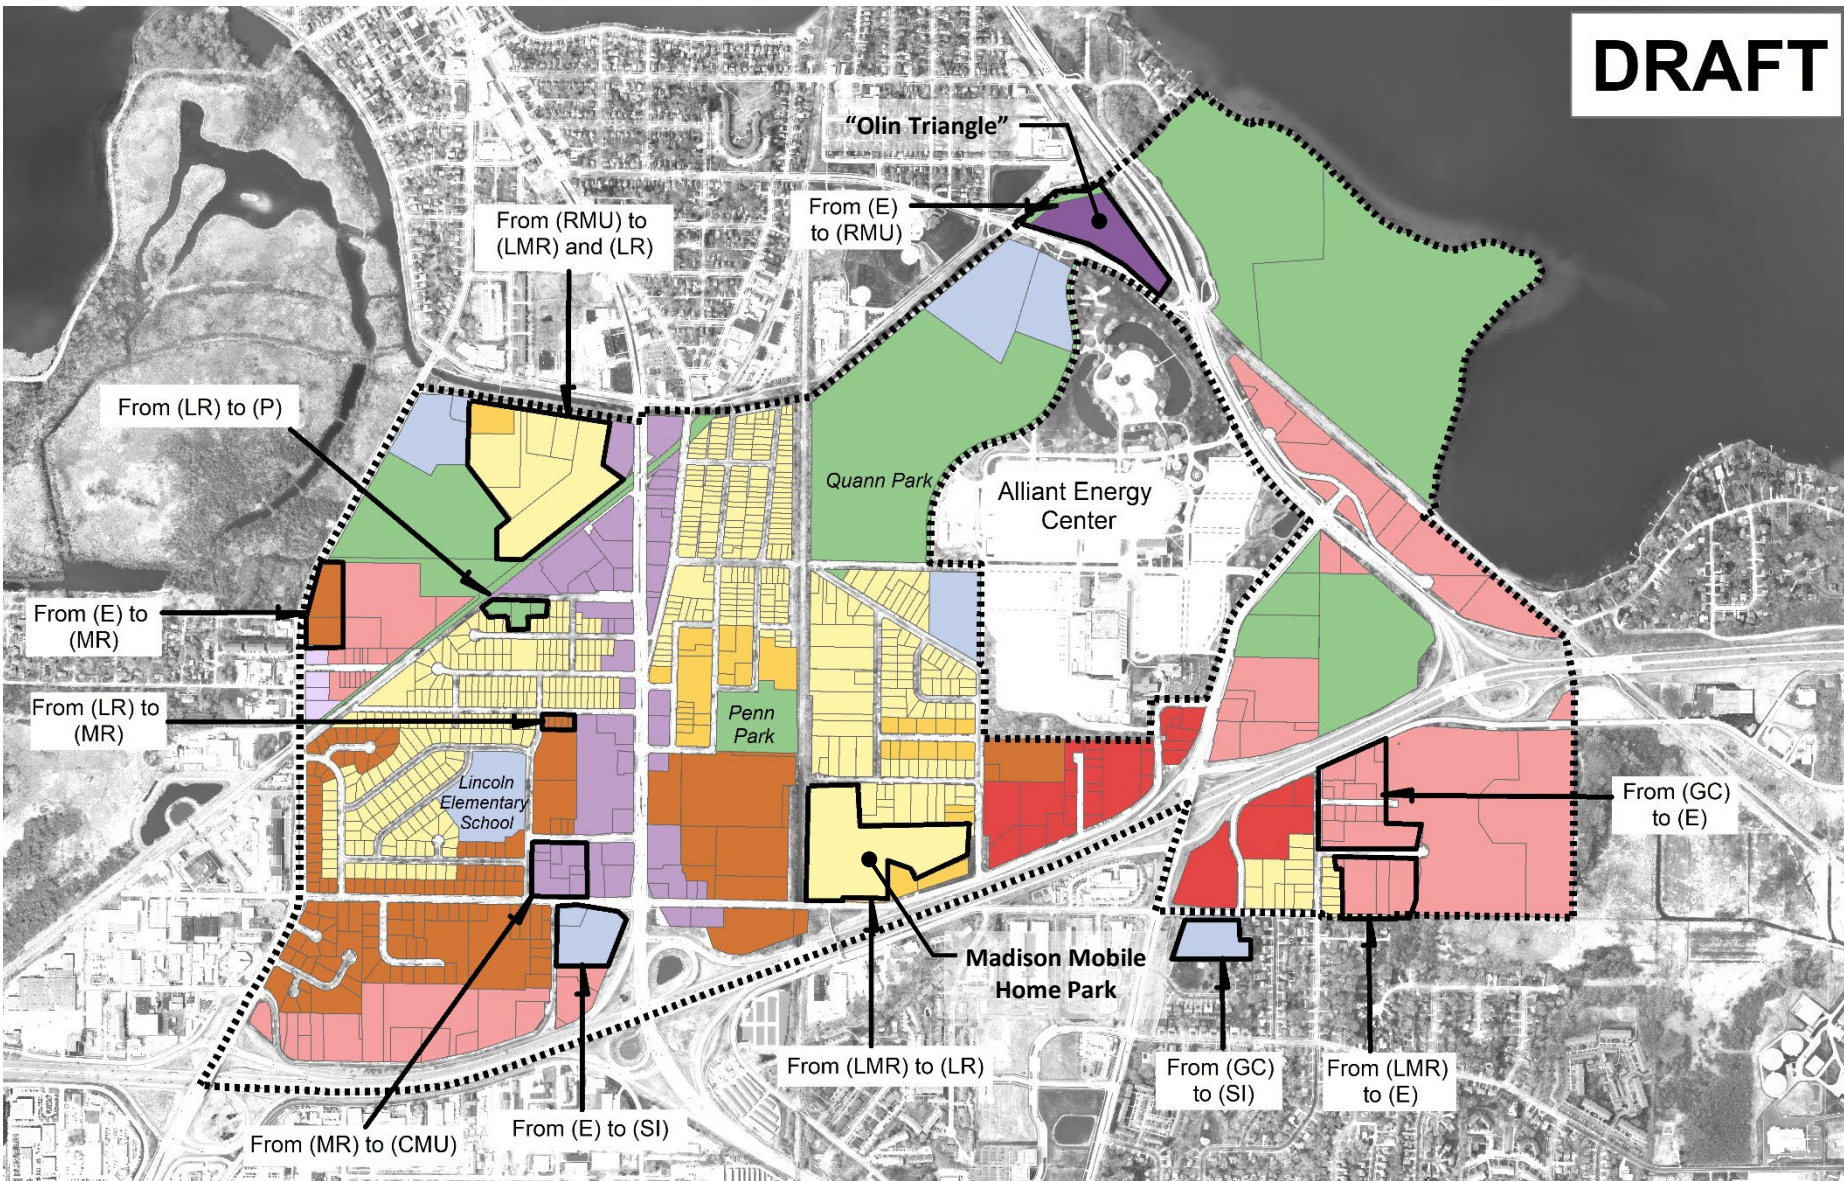 DRAFT
“Olin Triangle”
From (RMU) to
(LMR) and (LR)
From (E)
to (RMU)
From (LR) to (P)
Quann Park
Alliant Energy
Center
From (E) to
(MR)
From (LR) to
(MR)
Penn
Park
Lincoln
Elementary
School
From (GC)
to (E)
Madison Mobile
Home Park
From (LMR) to (LR)
From (GC)
to (SI)
From (LMR)
to (E)
From (MR) to (CMU)
From (E) to (SI)